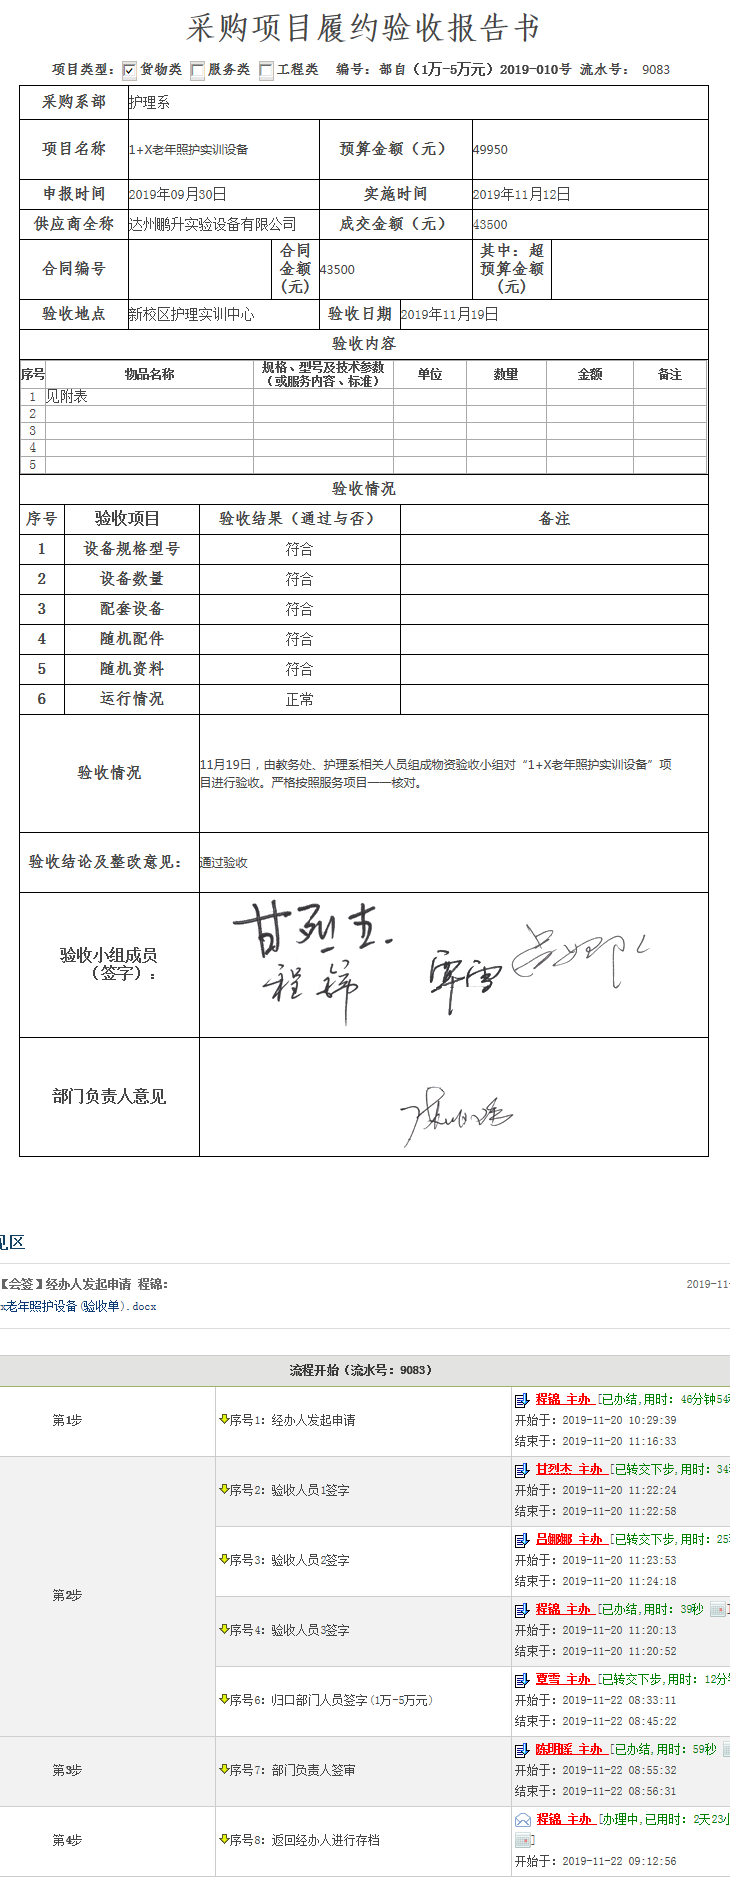 采购项目履约验收报告书
项目类型: 货物类 服务类 工程类 编号: 部自（1万-5万元）2019-010号 流水号: 9083
采购系部 护理系
项目名称 1+X老年照护实训设备 预算金额（元） 49950
申报时间 2019年09月30日 实施时间 2019年11月12日
供应商全称 达州鹏升实验设备有限公司 成交金额（元） 43500
合同编号 合同金额(元) 43500 其中: 超预算金额(元)
验收地点 新校区护理实训中心 验收日期 2019年11月19日
验收内容
序号 物品名称 规格、型号及技术参数（或服务内容、标准） 单位 数量 金额 备注
1 见附表
2
3
4
5
验收情况
序号 验收项目 验收结果（通过与否） 备注
1 设备规格型号 符合
2 设备数量 符合
3 配套设备 符合
4 随机配件 符合
5 随机资料 符合
6 运行情况 正常
验收情况 11月19日，由教务处、护理系相关人员组成物资验收小组对“1+X老年照护实训设备”项
目进行验收。严格按照服务项目一一核对。
验收结论及整改意见: 通过验收
验收小组成员（签字）:
甘烈杰
程锦 覃雪 吕娜娜
部门负责人意见
陈明瑶
见区
【会签】经办人发起申请 程锦: 2019-11-
x老年照护设备(验收单).docx
流程开始（流水号: 9083）
第1步 序号1: 经办人发起申请 程锦 主办 [已办结,用时: 46分钟54
开始于: 2019-11-20 10:29:39
结束于: 2019-11-20 11:16:33
第2步 序号2: 验收人员1签字 甘烈杰 主办 [已转交下步,用时: 34
开始于: 2019-11-20 11:22:24
结束于: 2019-11-20 11:22:58
序号3: 验收人员2签字 吕娜娜 主办 [已转交下步,用时: 25
开始于: 2019-11-20 11:23:53
结束于: 2019-11-20 11:24:18
序号4: 验收人员3签字 程锦 主办 [已办结,用时: 39秒 ]
开始于: 2019-11-20 11:20:13
结束于: 2019-11-20 11:20:52
序号6: 归口部门人员签字(1万-5万元) 覃雪 主办 [已转交下步,用时: 12分
开始于: 2019-11-22 08:33:11
结束于: 2019-11-22 08:45:22
第3步 序号7: 部门负责人签审 陈明瑶 主办 [已办结,用时: 59秒
开始于: 2019-11-22 08:55:32
结束于: 2019-11-22 08:56:31
第4步 序号8: 返回经办人进行存档 程锦 主办 [办理中,已用时: 2天23小
]
开始于: 2019-11-22 09:12:56